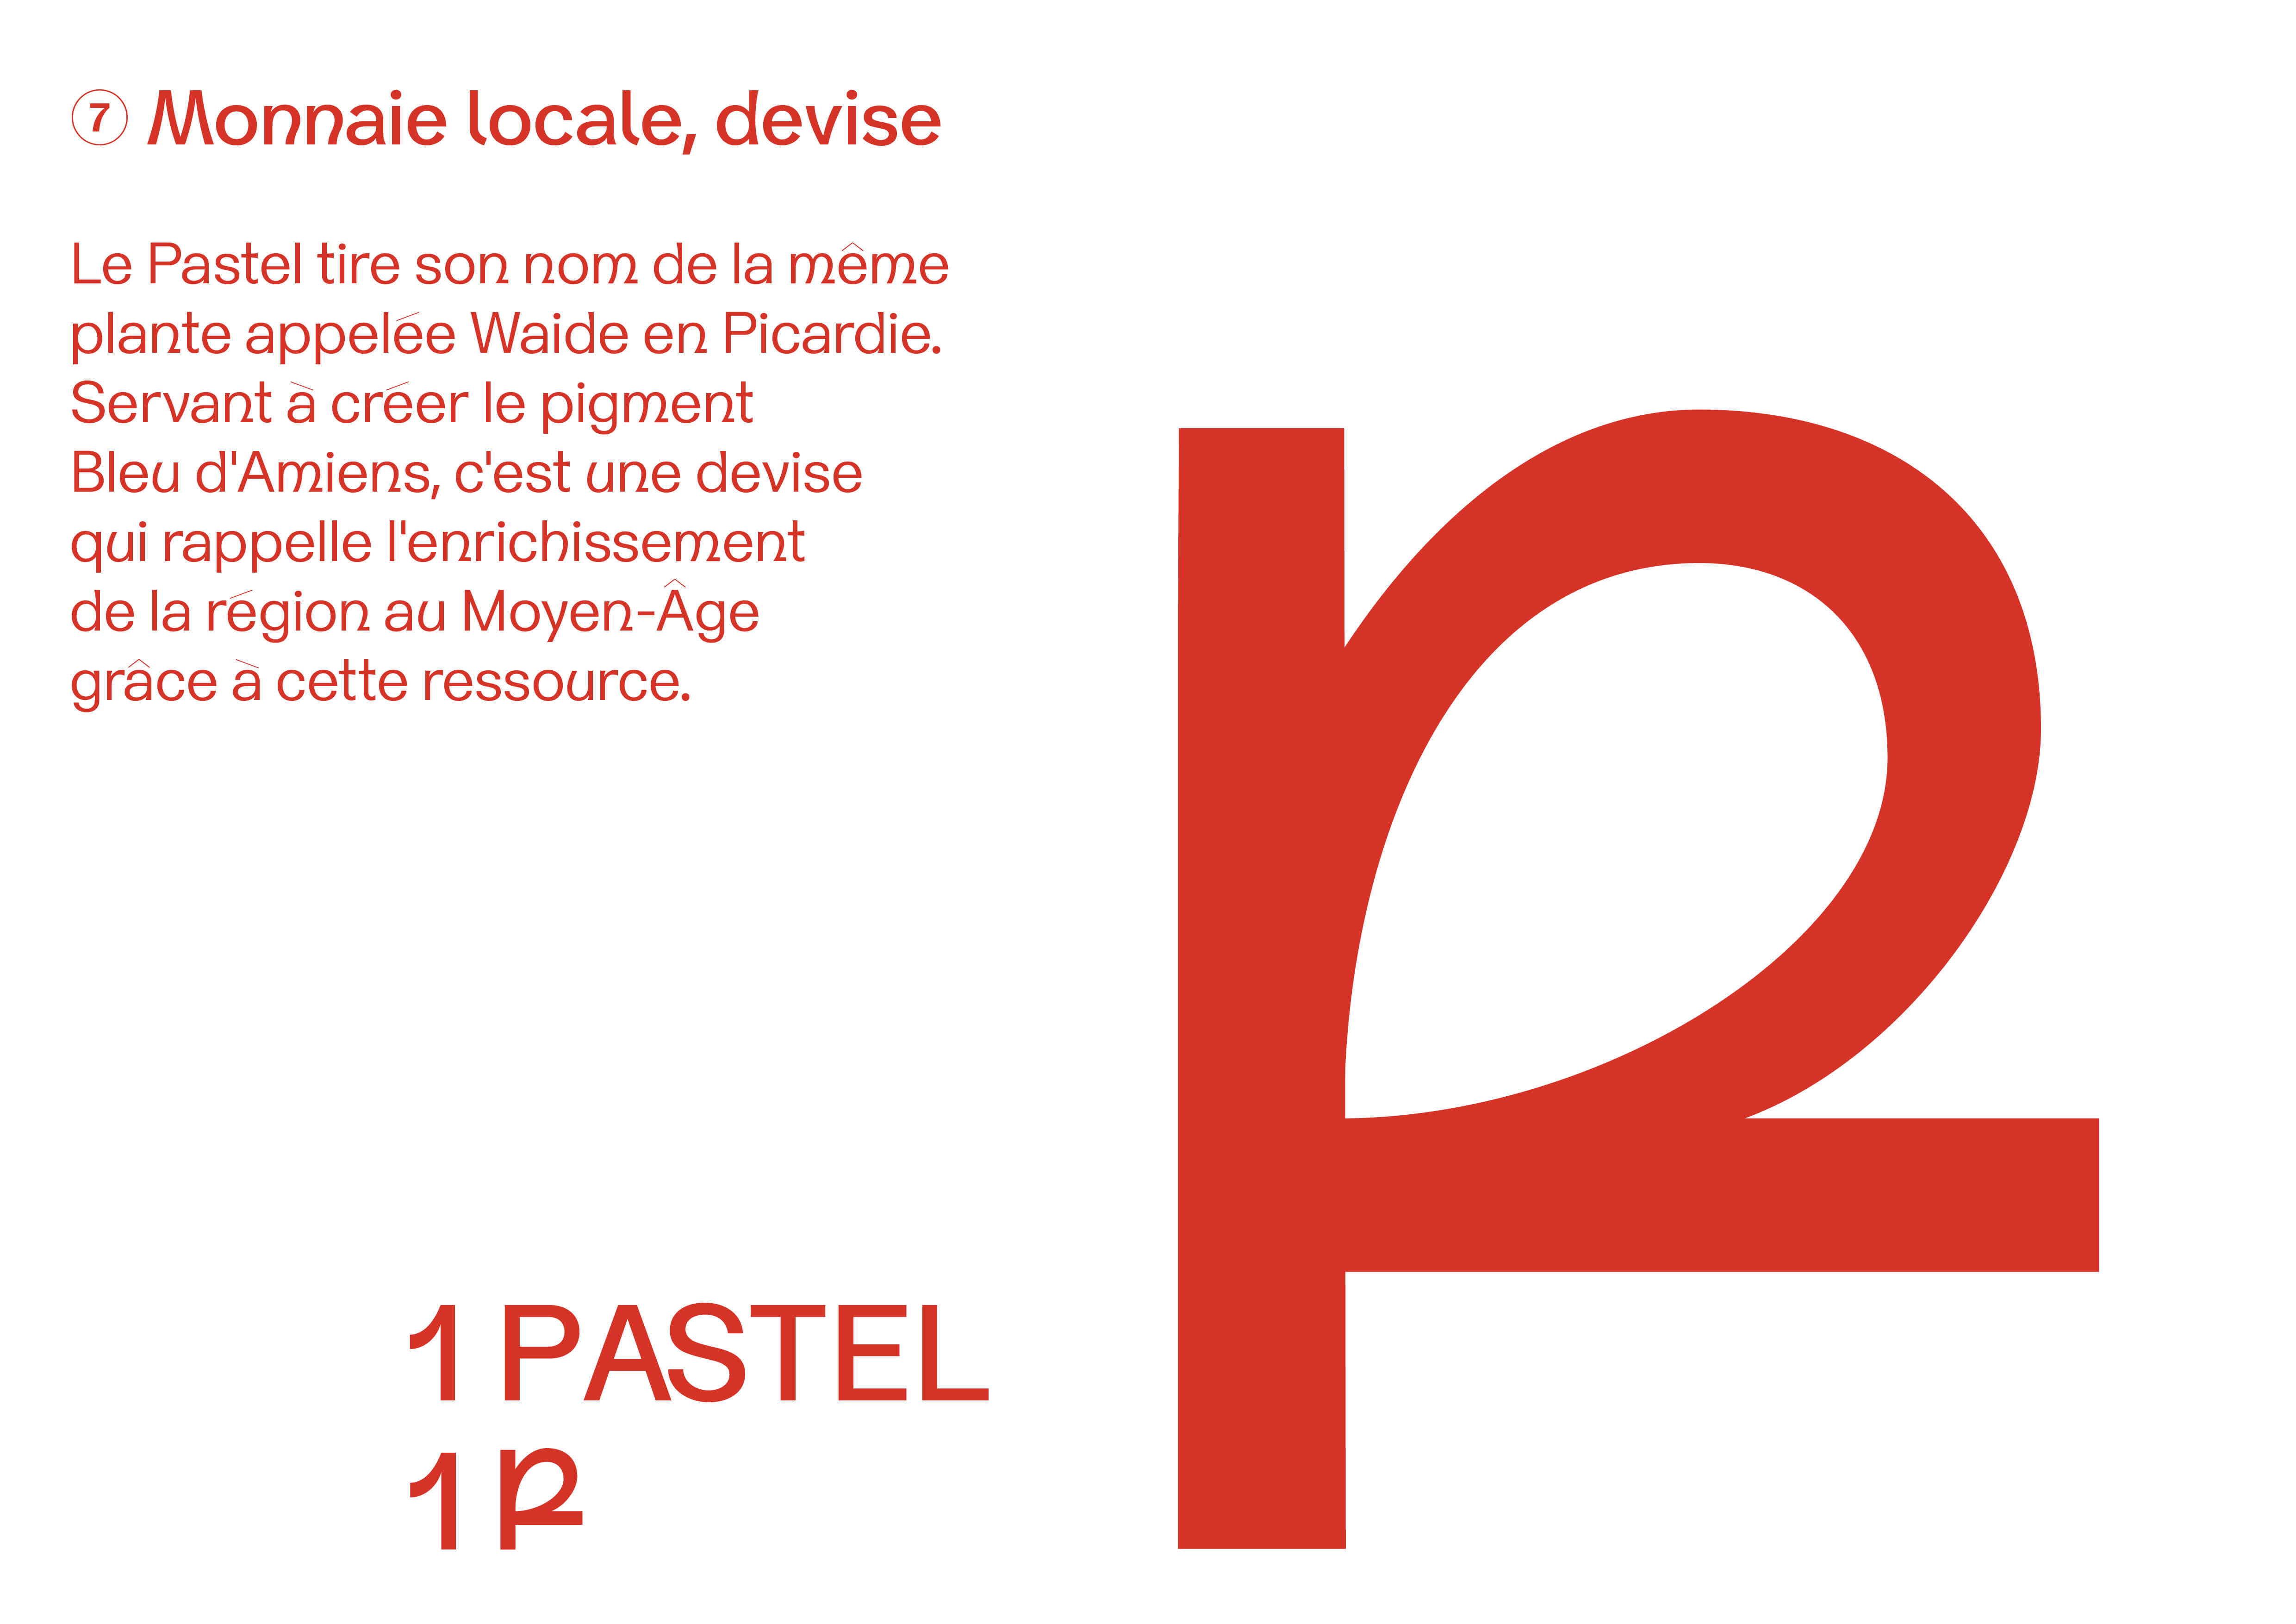 7 Monnaie locale, devise
Le Pastel tire son nom de la même
plante appelée Waide en Picardie.
Servant à créer le pigment
Bleu d'Amiens, c'est une devise
qui rappelle l'enrichissement
de la région au Moyen-Âge
grâce à cette ressource.
1 PASTEL
1